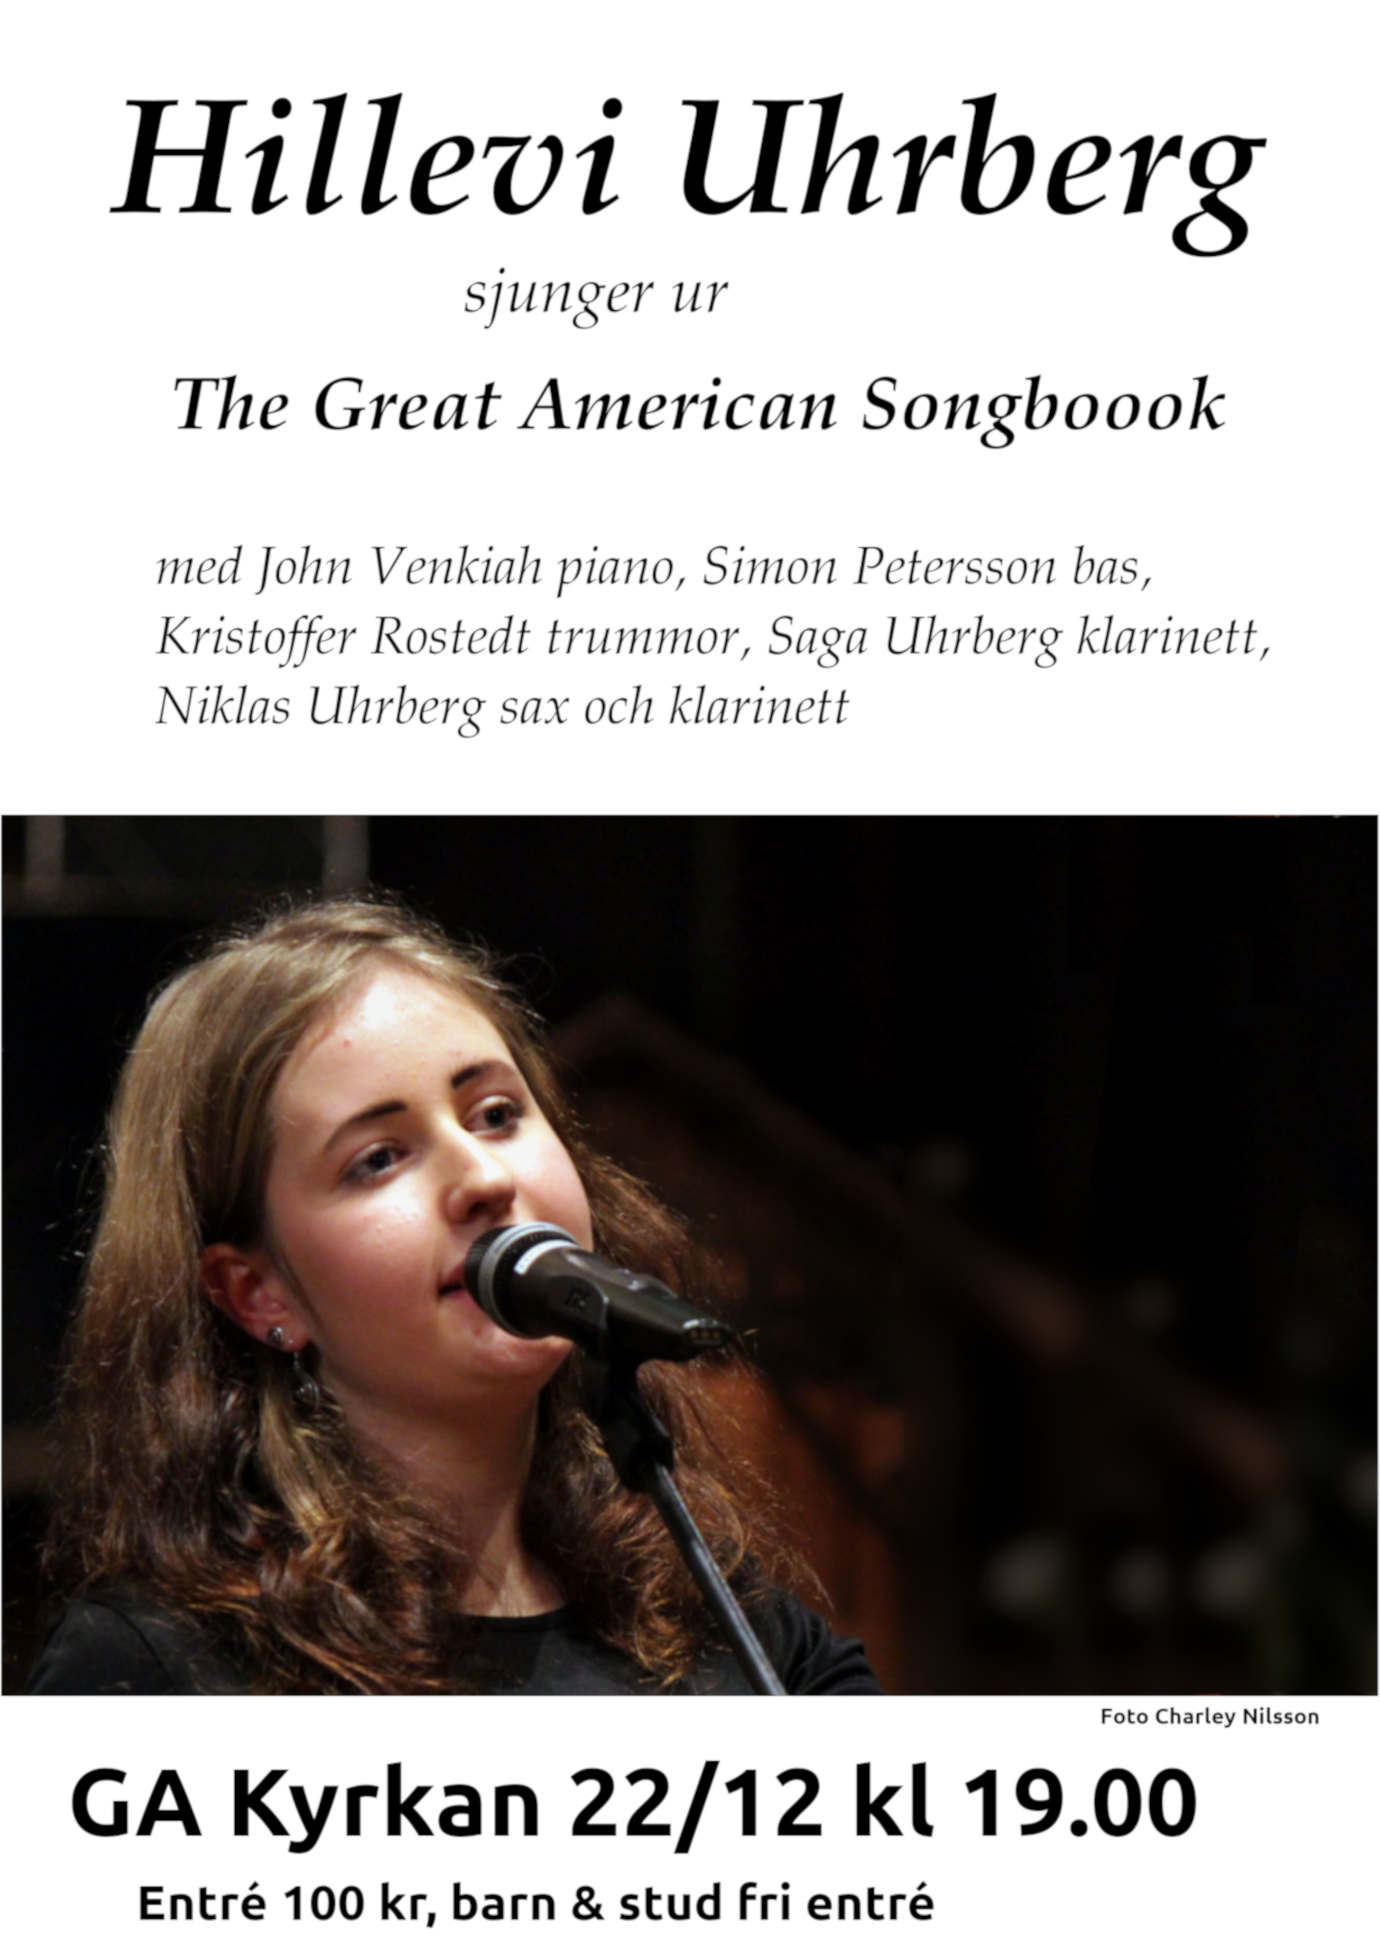 Hillevi Uhrberg
sjunger ur
The Great American Songboook
med John Venkiah piano, Simon Petersson bas,
Kristoffer Rostedt trummor, Saga Uhrberg klarinett,
Niklas Uhrberg sax och klarinett
Foto Charley Nilsson
GA Kyrkan 22/12 kl 19.00
Entré 100 kr, barn & stud fri entré